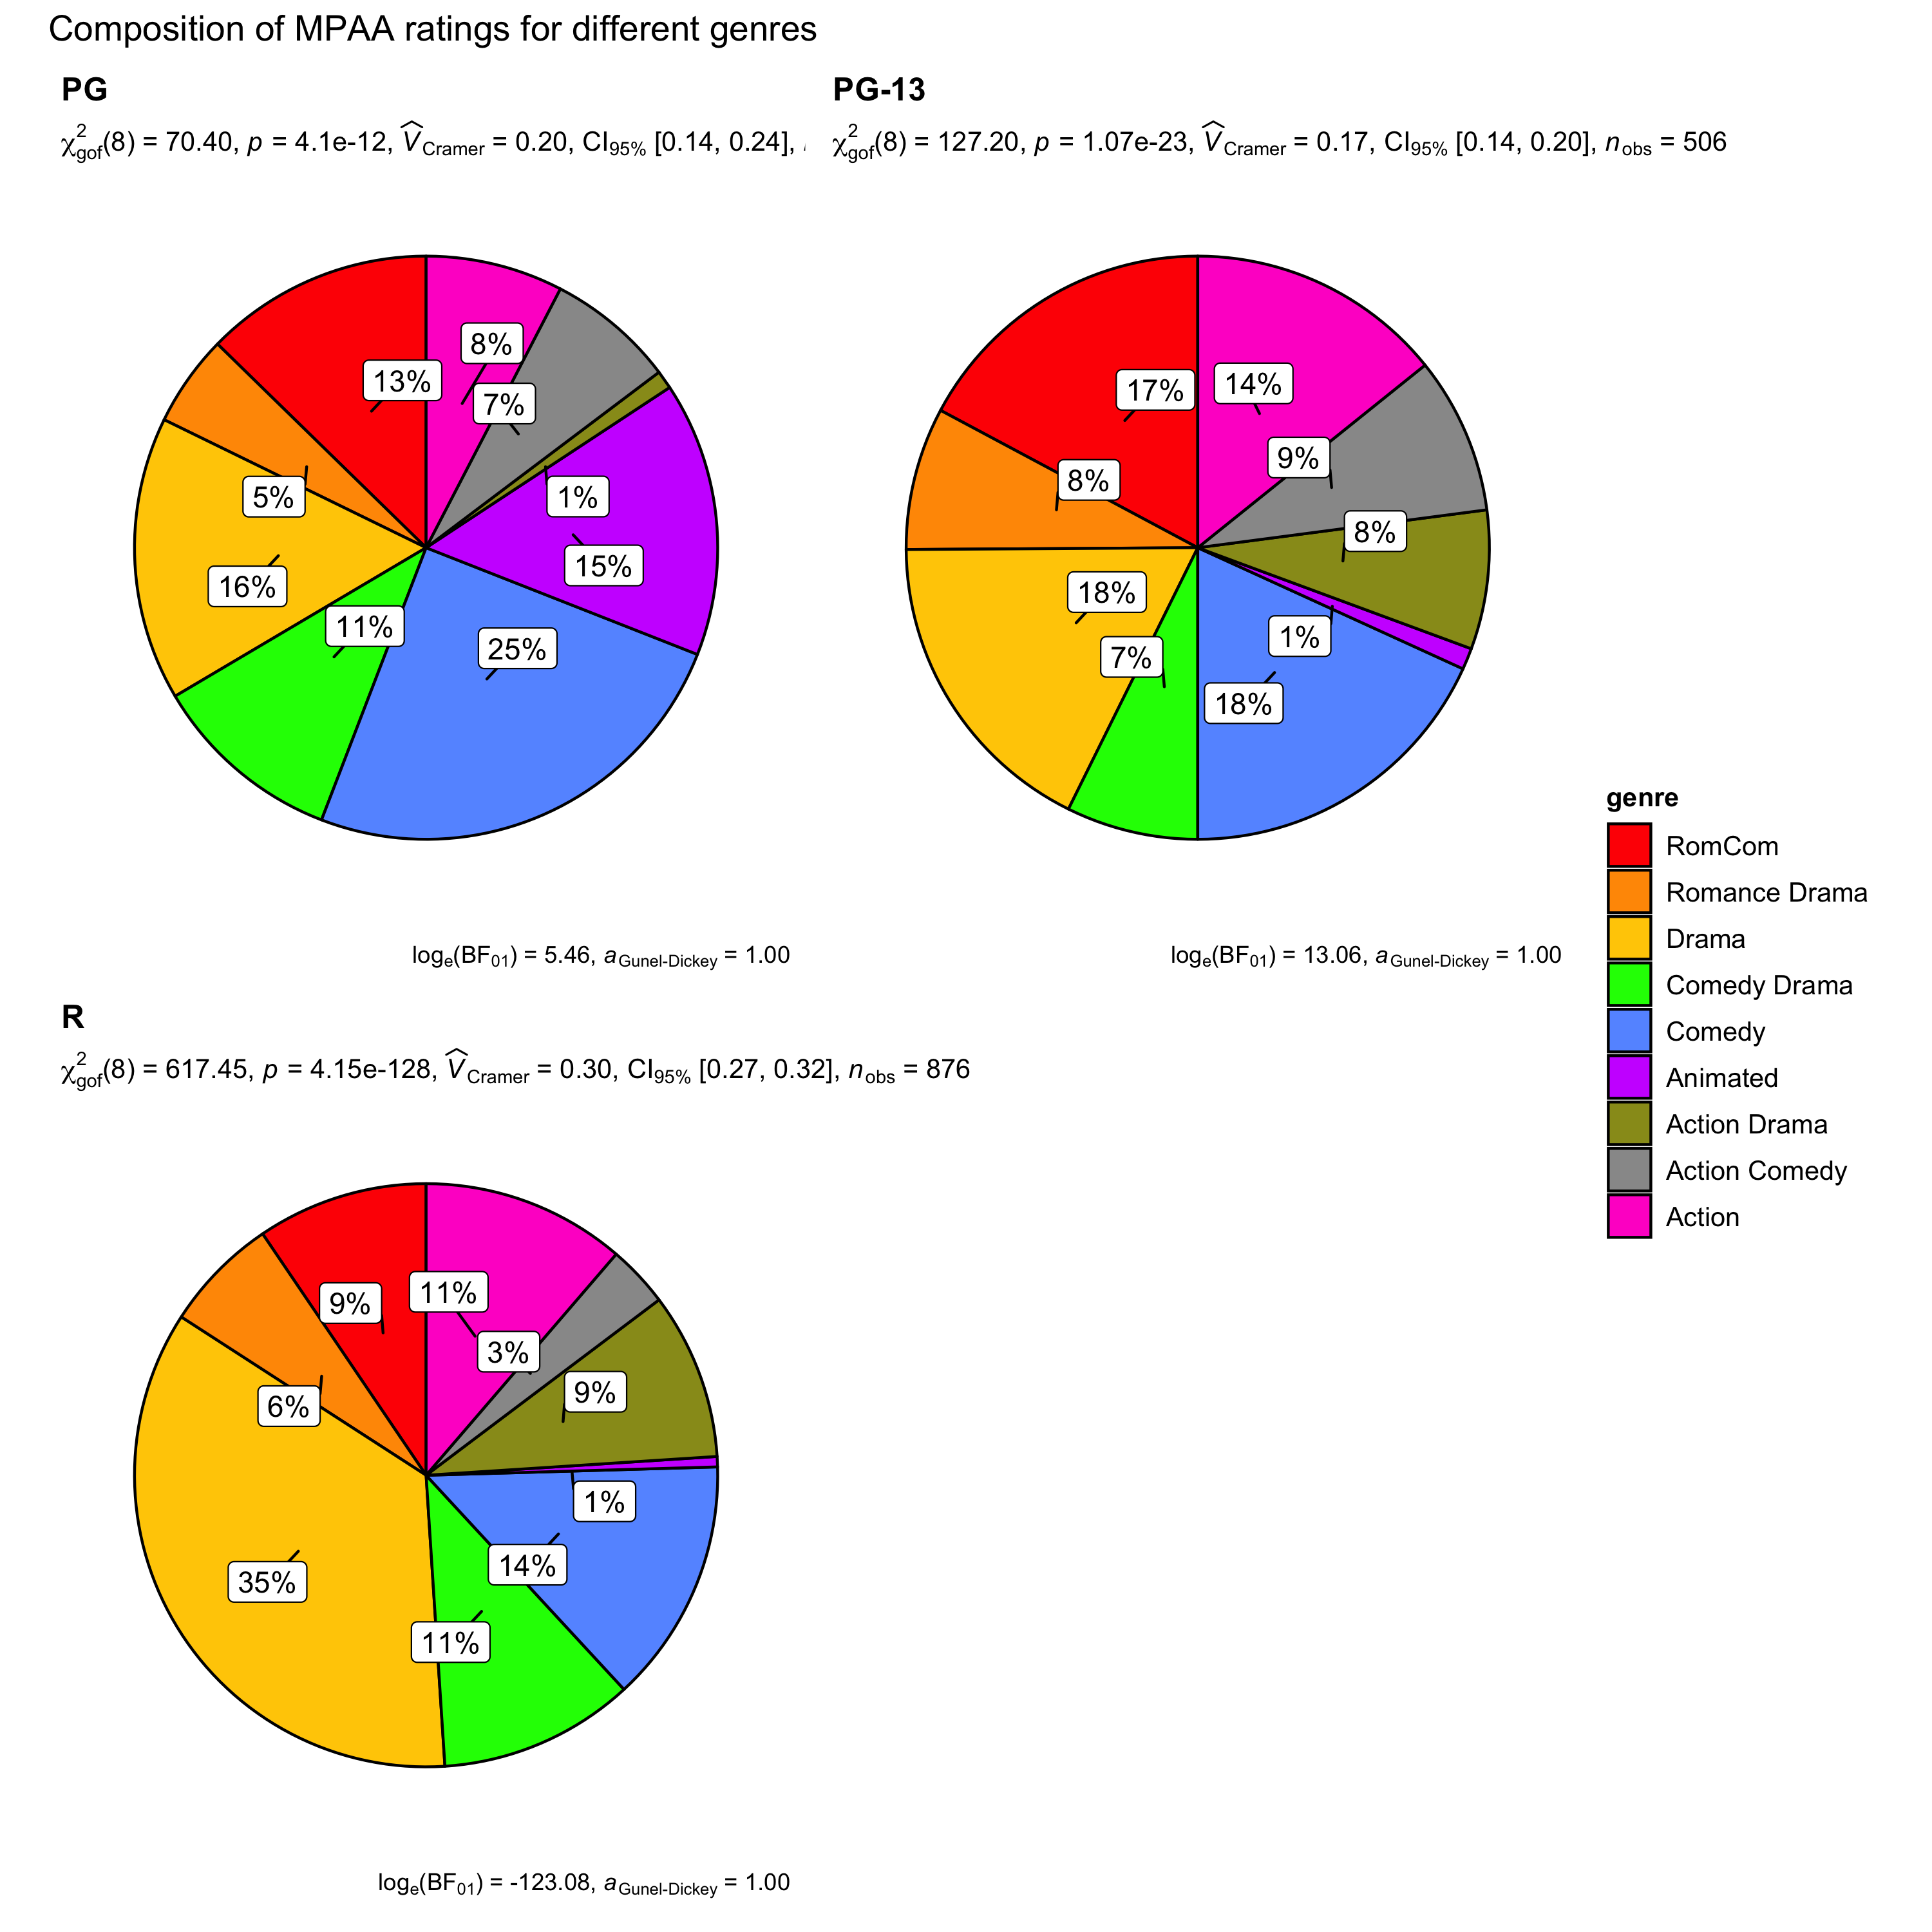 Composition of MPAA ratings for different genres
PG
χ²gof(8) = 70.40, p = 4.1e-12, V̂Cramer = 0.20, CI95% [0.14, 0.24],
13%
8%
7%
5%
1%
16%
15%
11%
25%
loge(BF01) = 5.46, aGunel-Dickey = 1.00
PG-13
χ²gof(8) = 127.20, p = 1.07e-23, V̂Cramer = 0.17, CI95% [0.14, 0.20], nobs = 506
17%
14%
9%
8%
8%
18%
1%
7%
18%
loge(BF01) = 13.06, aGunel-Dickey = 1.00
R
χ²gof(8) = 617.45, p = 4.15e-128, V̂Cramer = 0.30, CI95% [0.27, 0.32], nobs = 876
9%
11%
3%
9%
6%
1%
14%
35%
11%
loge(BF01) = -123.08, aGunel-Dickey = 1.00
genre
RomCom
Romance Drama
Drama
Comedy Drama
Comedy
Animated
Action Drama
Action Comedy
Action